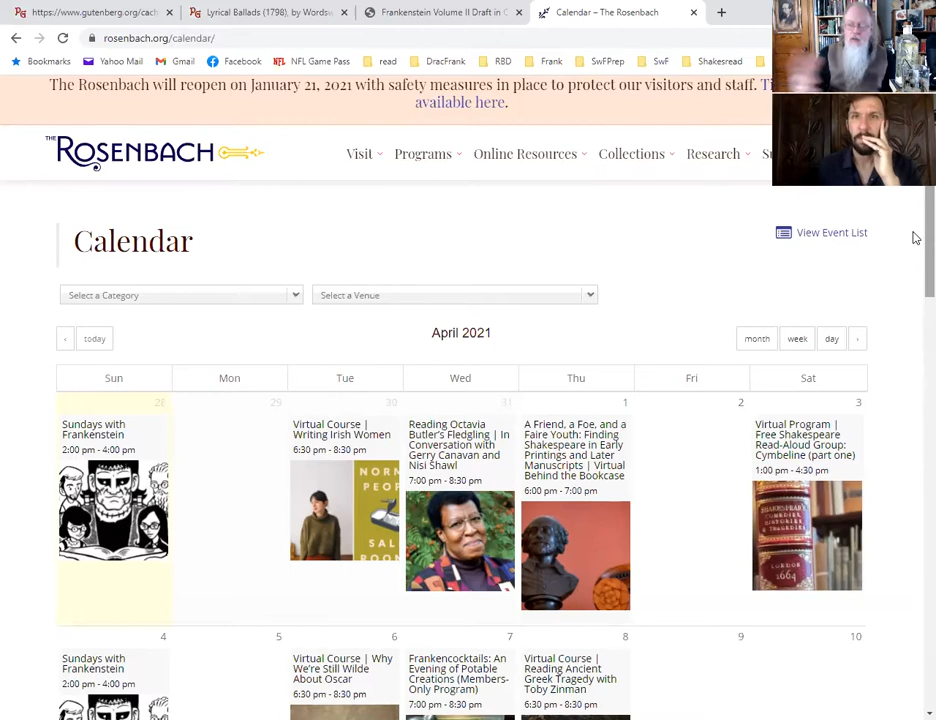 https://www.gutenberg.org/cach
Lyrical Ballads (1798), by Wordsw
Frankenstein Volume II Draft in C
Calendar – The Rosenbach
rosenbach.org/calendar/
Bookmarks Yahoo Mail Gmail Facebook NFL Game Pass read DracFrank RBD Frank SwFPrep SwF Shakesread
The Rosenbach will reopen on January 21, 2021 with safety measures in place to protect our visitors and staff.
available here.
THE ROSENBACH
Visit Programs Online Resources Collections Research
Calendar
View Event List
Select a Category
Select a Venue
today
April 2021
month week day
Sun Mon Tue Wed Thu Fri Sat
28 29 30 31 1 2 3
Sundays with
Frankenstein
2:00 pm - 4:00 pm
Virtual Course |
Writing Irish Women
6:30 pm - 8:30 pm
NORM
PEOP
SAL
ROON
Reading Octavia
Butler's Fledgling | In
Conversation with
Gerry Canavan and
Nisi Shawl
7:00 pm - 8:30 pm
A Friend, a Foe, and a
Faire Youth: Finding
Shakespeare in Early
Printings and Later
Manuscripts | Virtual
Behind the Bookcase
6:00 pm - 7:00 pm
Virtual Program |
Free Shakespeare
Read-Aloud Group:
Cymbeline (part one)
1:00 pm - 4:30 pm
LONDON
1664
4 5 6 7 8 9 10
Sundays with
Frankenstein
2:00 pm - 4:00 pm
Virtual Course | Why
We're Still Wilde
About Oscar
6:30 pm - 8:30 pm
Frankencocktails: An
Evening of Potable
Creations (Members-
Only Program)
Virtual Course |
Reading Ancient
Greek Tragedy with
Toby Zinman
6:30 pm - 8:30 pm